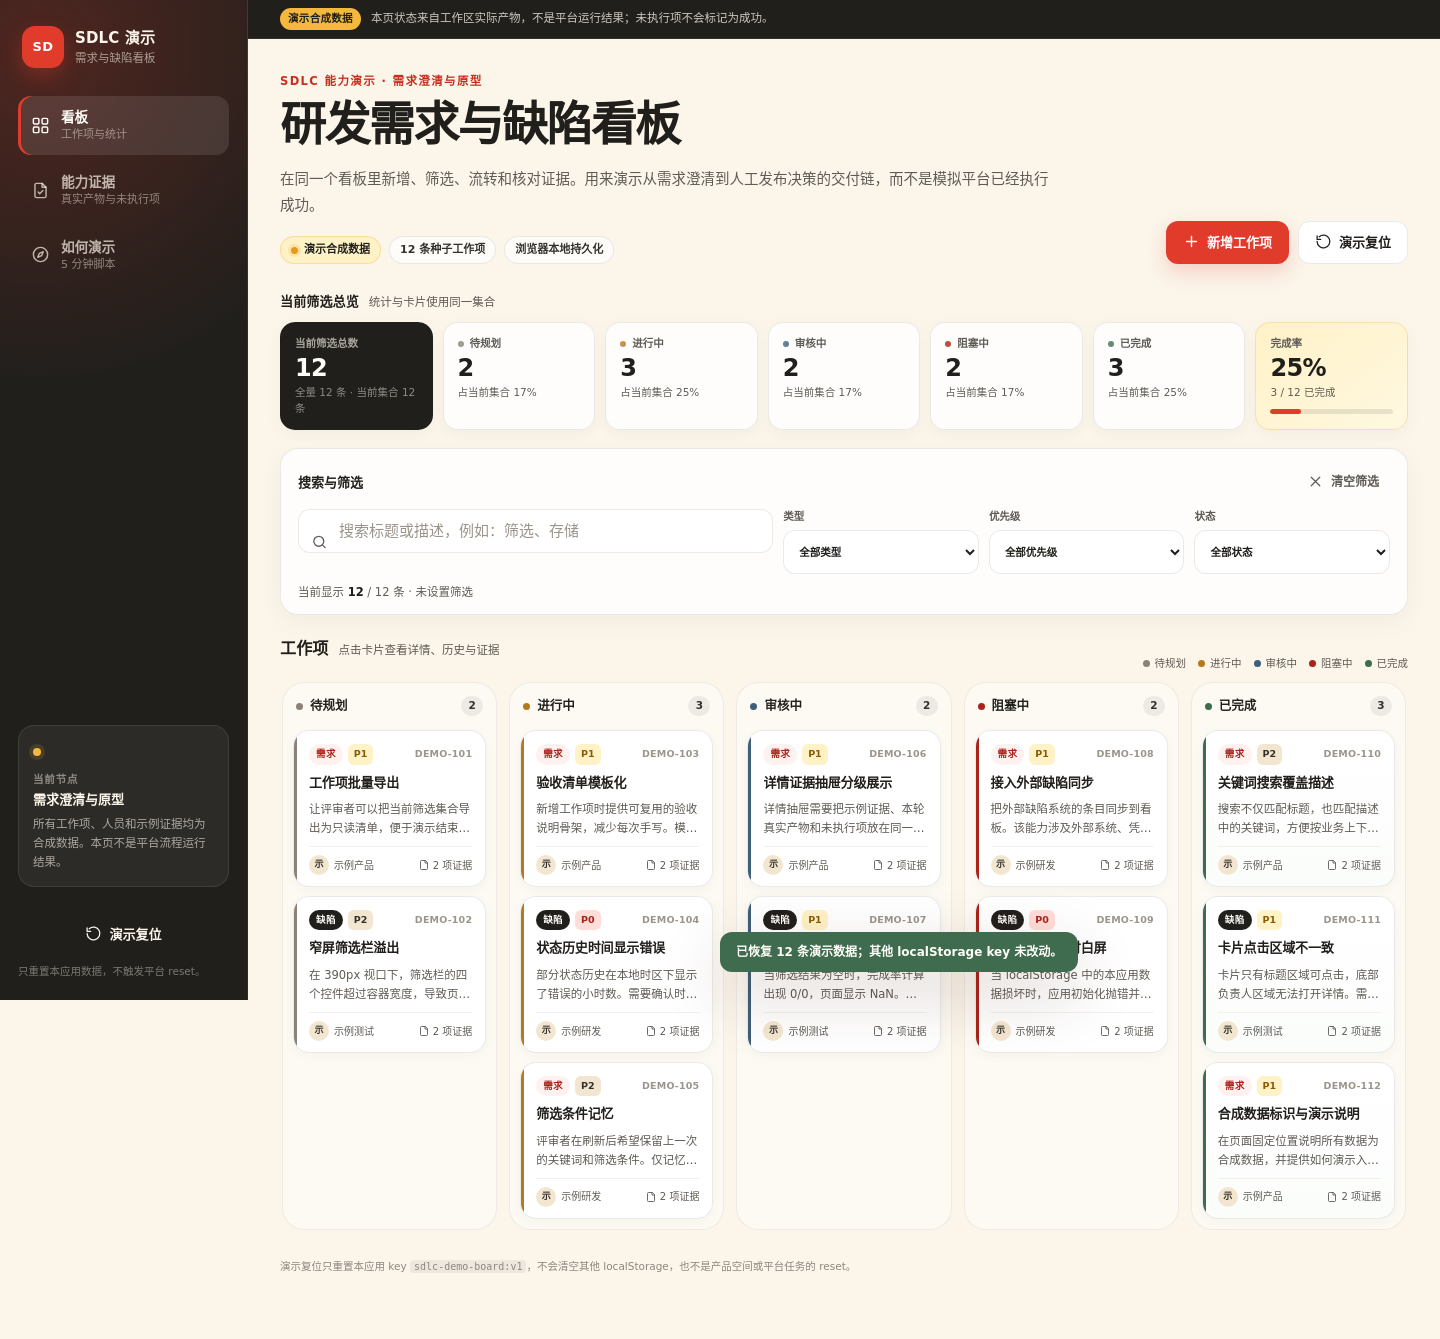 SD
SDLC 演示
需求与缺陷看板
看板
工作项与统计
能力证据
真实产物与未执行项
如何演示
5 分钟脚本
当前节点
需求澄清与原型
所有工作项、人员和示例证据均为
合成数据。本页不是平台流程运行
结果。
演示复位
只重置本应用数据，不触发平台 reset。
演示合成数据 本页状态来自工作区实际产物，不是平台运行结果；未执行项不会标记为成功。
SDLC 能力演示 · 需求澄清与原型
研发需求与缺陷看板
在同一个看板里新增、筛选、流转和核对证据。用来演示从需求澄清到人工发布决策的交付链，而不是模拟平台已经执行
成功。
演示合成数据 12 条种子工作项 浏览器本地持久化
新增工作项 演示复位
当前筛选总览 统计与卡片使用同一集合
当前筛选总数
12
全量 12 条 · 当前集合 12
条
待规划
2
占当前集合 17%
进行中
3
占当前集合 25%
审核中
2
占当前集合 17%
阻塞中
2
占当前集合 17%
已完成
3
占当前集合 25%
完成率
25%
3 / 12 已完成
搜索与筛选
清空筛选
搜索标题或描述，例如：筛选、存储
类型
全部类型
优先级
全部优先级
状态
全部状态
当前显示 12 / 12 条 · 未设置筛选
工作项 点击卡片查看详情、历史与证据
待规划 进行中 审核中 阻塞中 已完成
待规划 2
需求 P1 DEMO-101
工作项批量导出
让评审者可以把当前筛选集合导
出为只读清单，便于演示结束…
示 示例产品 2 项证据
缺陷 P2 DEMO-102
窄屏筛选栏溢出
在 390px 视口下，筛选栏的四
个控件超过容器宽度，导致页…
示 示例测试 2 项证据
进行中 3
需求 P1 DEMO-103
验收清单模板化
新增工作项时提供可复用的验收
说明骨架，减少每次手写。模…
示 示例产品 2 项证据
缺陷 P0 DEMO-104
状态历史时间显示错误
部分状态历史在本地时区下显示
了错误的小时数。需要确认时…
示 示例研发 2 项证据
需求 P2 DEMO-105
筛选条件记忆
评审者在刷新后希望保留上一次
的关键词和筛选条件。仅记忆…
示 示例研发 2 项证据
审核中 2
需求 P1 DEMO-106
详情证据抽屉分级展示
详情抽屉需要把示例证据、本轮
真实产物和未执行项放在同一…
示 示例产品 2 项证据
缺陷 P1 DEMO-107
当筛选结果为空时，完成率计算
出现 0/0，页面显示 NaN。…
示 示例测试 2 项证据
阻塞中 2
需求 P1 DEMO-108
接入外部缺陷同步
把外部缺陷系统的条目同步到看
板。该能力涉及外部系统、凭…
示 示例研发 2 项证据
缺陷 P0 DEMO-109
白屏
当 localStorage 中的本应用数
据损坏时，应用初始化抛错并…
示 示例研发 2 项证据
已完成 3
需求 P2 DEMO-110
关键词搜索覆盖描述
搜索不仅匹配标题，也匹配描述
中的关键词，方便按业务上下…
示 示例产品 2 项证据
缺陷 P1 DEMO-111
卡片点击区域不一致
卡片只有标题区域可点击，底部
负责人区域无法打开详情。需…
示 示例测试 2 项证据
需求 P1 DEMO-112
合成数据标识与演示说明
在页面固定位置说明所有数据为
合成数据，并提供如何演示入…
示 示例产品 2 项证据
已恢复 12 条演示数据；其他 localStorage key 未改动。
演示复位只重置本应用 key sdlc-demo-board:v1，不会清空其他 localStorage，也不是产品空间或平台任务的 reset。